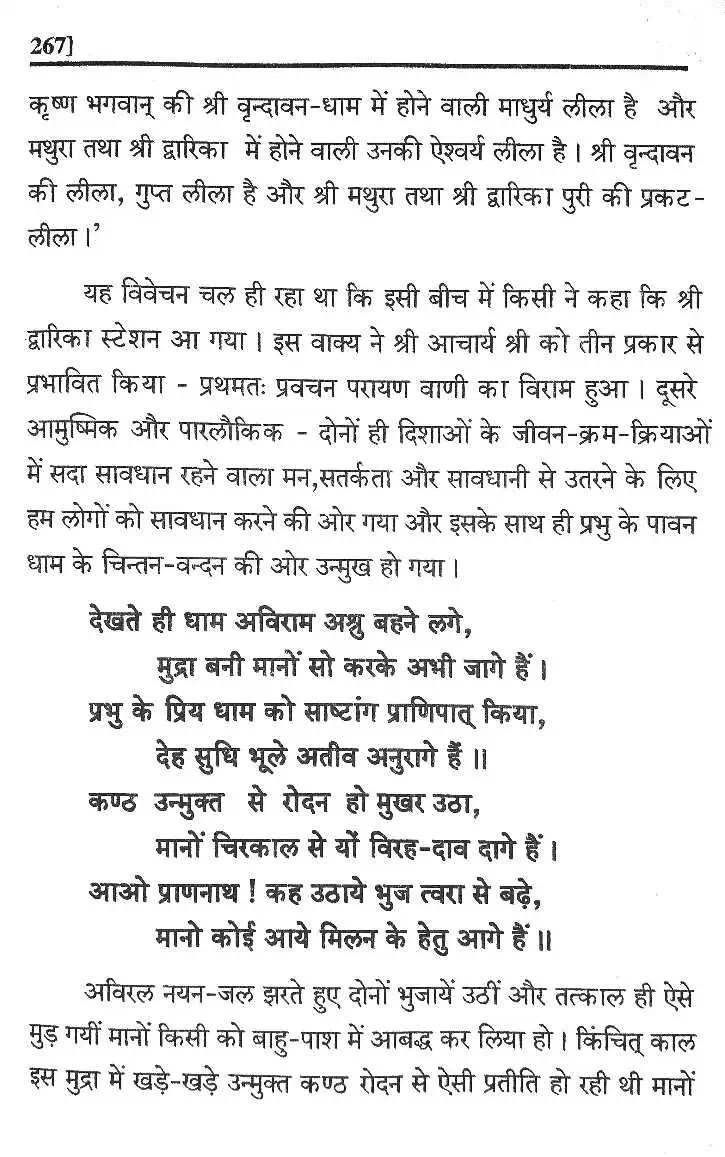 267]
कृष्ण भगवान् की श्री वृन्दावन-धाम में होने वाली माधुर्य लीला है और
मथुरा तथा श्री द्वारिका में होने वाली उनकी ऐश्वर्य लीला है। श्री वृन्दावन
की लीला, गुप्त लीला है और श्री मथुरा तथा श्री द्वारिका पुरी की प्रकट-
लीला।’
यह विवेचन चल ही रहा था कि इसी बीच में किसी ने कहा कि श्री
द्वारिका स्टेशन आ गया। इस वाक्य ने श्री आचार्य श्री को तीन प्रकार से
प्रभावित किया - प्रथमतः प्रवचन परायण वाणी का विराम हुआ। दूसरे
आमुष्मिक और पारलौकिक - दोनों ही दिशाओं के जीवन-क्रम-क्रियाओं
में सदा सावधान रहने वाला मन,सतर्कता और सावधानी से उतरने के लिए
हम लोगों को सावधान करने की ओर गया और इसके साथ ही प्रभु के पावन
धाम के चिन्तन-वन्दन की ओर उन्मुख हो गया।
देखते ही धाम अविराम अश्रु बहने लगे,
मुद्रा बनी मानों सो करके अभी जागे हैं।
प्रभु के प्रिय धाम को साष्टांग प्राणिपात् किया,
देह सुधि भूले अतीव अनुरागे हैं॥
कण्ठ उन्मुक्त से रोदन हो मुखर उठा,
मानों चिरकाल से यों विरह-दाव दागे हैं।
आओ प्राणनाथ ! कह उठाये भुज त्वरा से बढ़े,
मानो कोई आये मिलन के हेतु आगे हैं॥
अविरल नयन-जल झरते हुए दोनों भुजायें उठीं और तत्काल ही ऐसे
मुड़ गयीं मानों किसी को बाहु-पाश में आबद्ध कर लिया हो। किंचित् काल
इस मुद्रा में खड़े-खड़े उन्मुक्त कण्ठ रोदन से ऐसी प्रतीति हो रही थी मानों